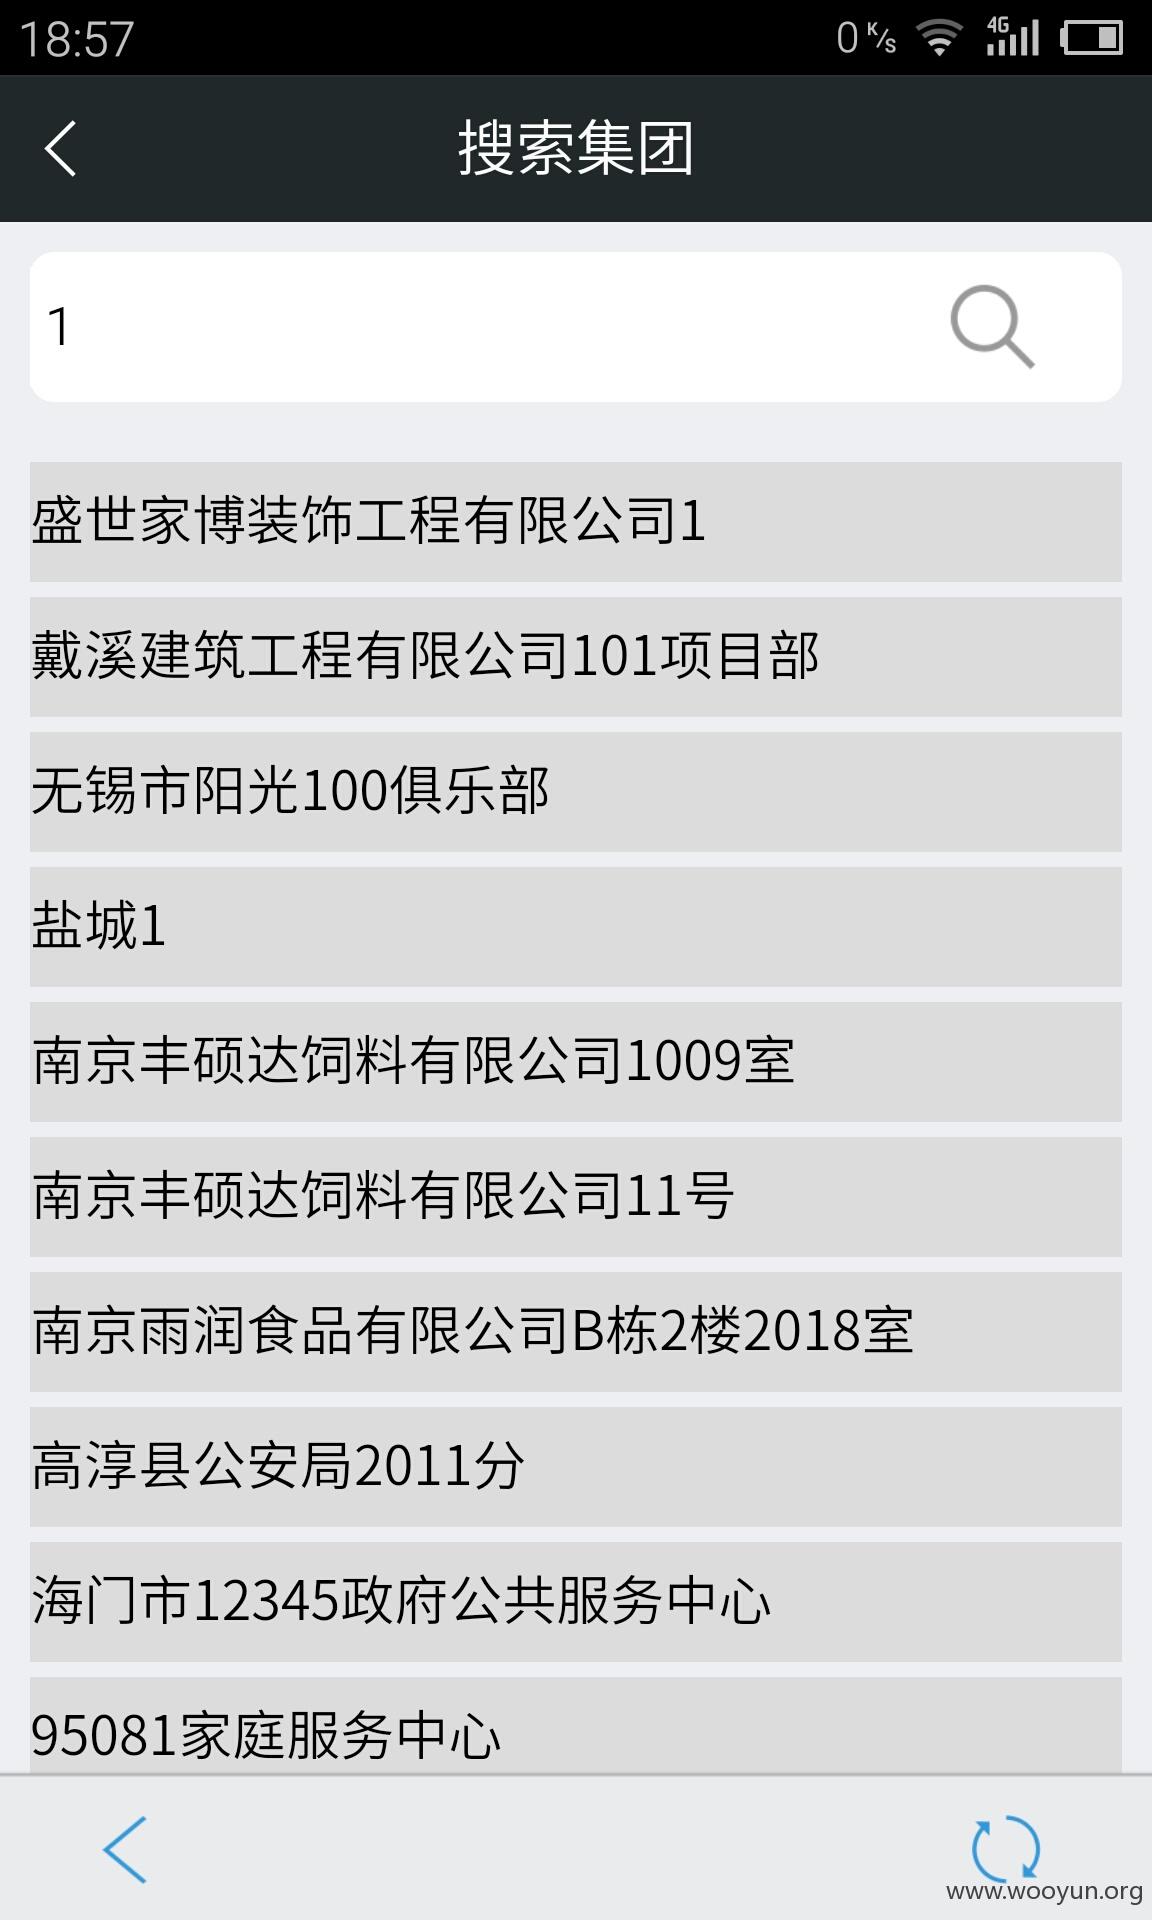 18:57
0 K/s
4G
搜索集团
1
盛世家博装饰工程有限公司1
戴溪建筑工程有限公司101项目部
无锡市阳光100俱乐部
盐城1
南京丰硕达饲料有限公司1009室
南京丰硕达饲料有限公司11号
南京雨润食品有限公司B栋2楼2018室
高淳县公安局2011分
海门市12345政府公共服务中心
95081家庭服务中心
www.wooyun.org